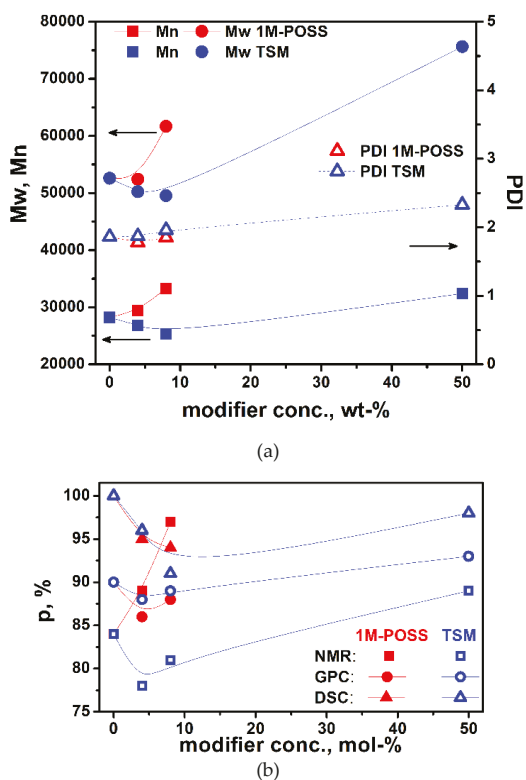 Mn Mw 1M-POSS
Mn Mw TSM
80000
70000
60000
50000
40000
30000
20000
Mw, Mn
5
4
3
2
1
0
PDI
PDI 1M-POSS
PDI TSM
0 10 20 30 40 50
modifier conc., wt-%
(a)
100
95
90
85
80
75
p, %
1M-POSS TSM
NMR:
GPC:
DSC:
0 10 20 30 40 50
modifier conc., mol-%
(b)